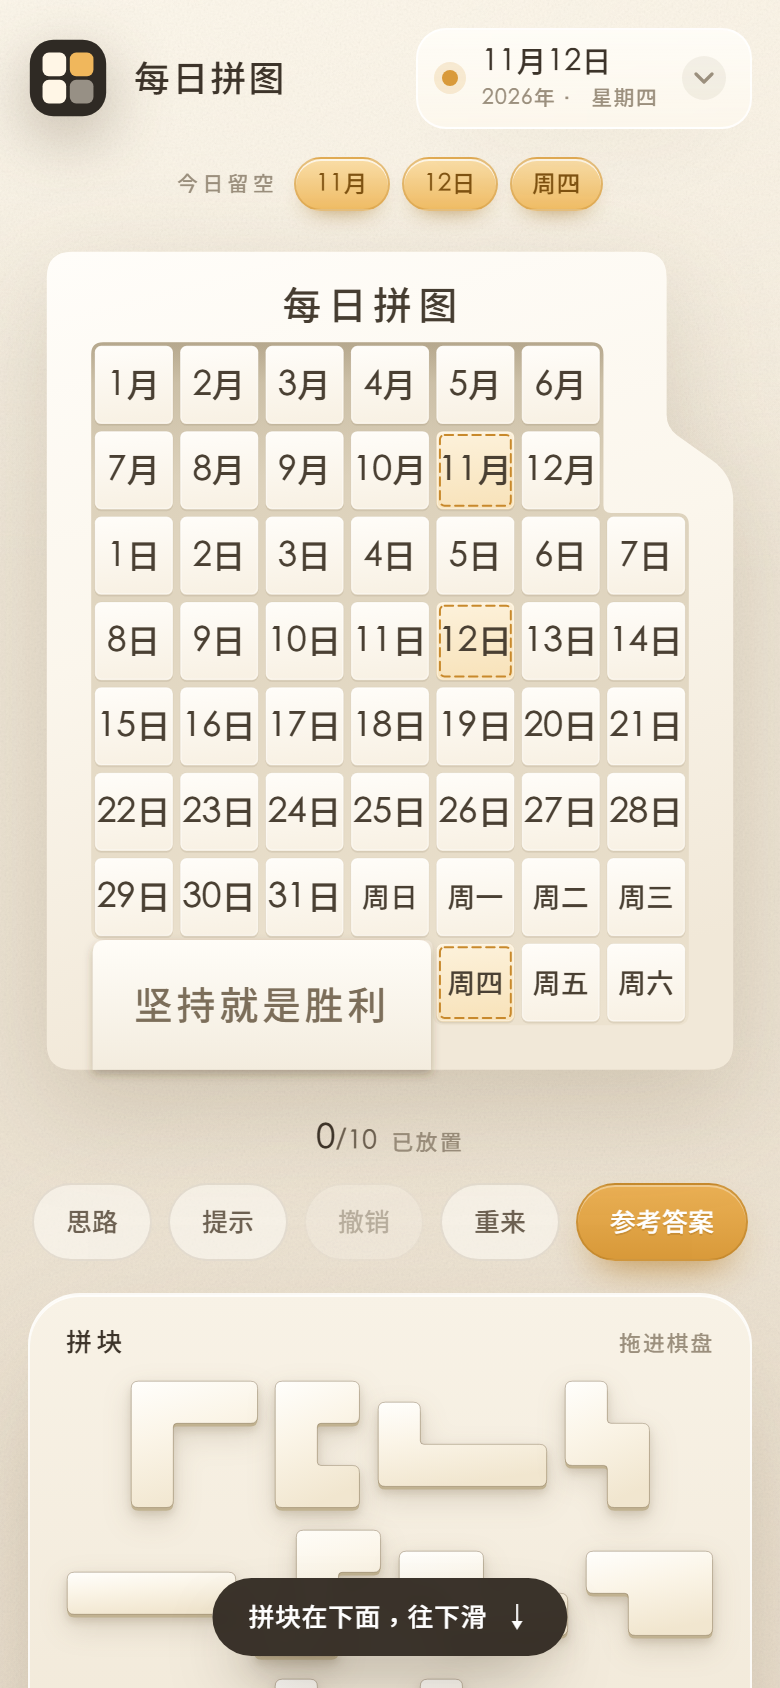 每日拼图
11月12日
2026年 · 星期四
今日留空 11月 12日 周四
每日拼图
1月 2月 3月 4月 5月 6月
7月 8月 9月 10月 11月 12月
1日 2日 3日 4日 5日 6日 7日
8日 9日 10日 11日 12日 13日 14日
15日 16日 17日 18日 19日 20日 21日
22日 23日 24日 25日 26日 27日 28日
29日 30日 31日 周日 周一 周二 周三
坚持就是胜利 周四 周五 周六
0/10 已放置
思路 提示 撤销 重来 参考答案
拼块 拖进棋盘
拼块在下面，往下滑 ↓